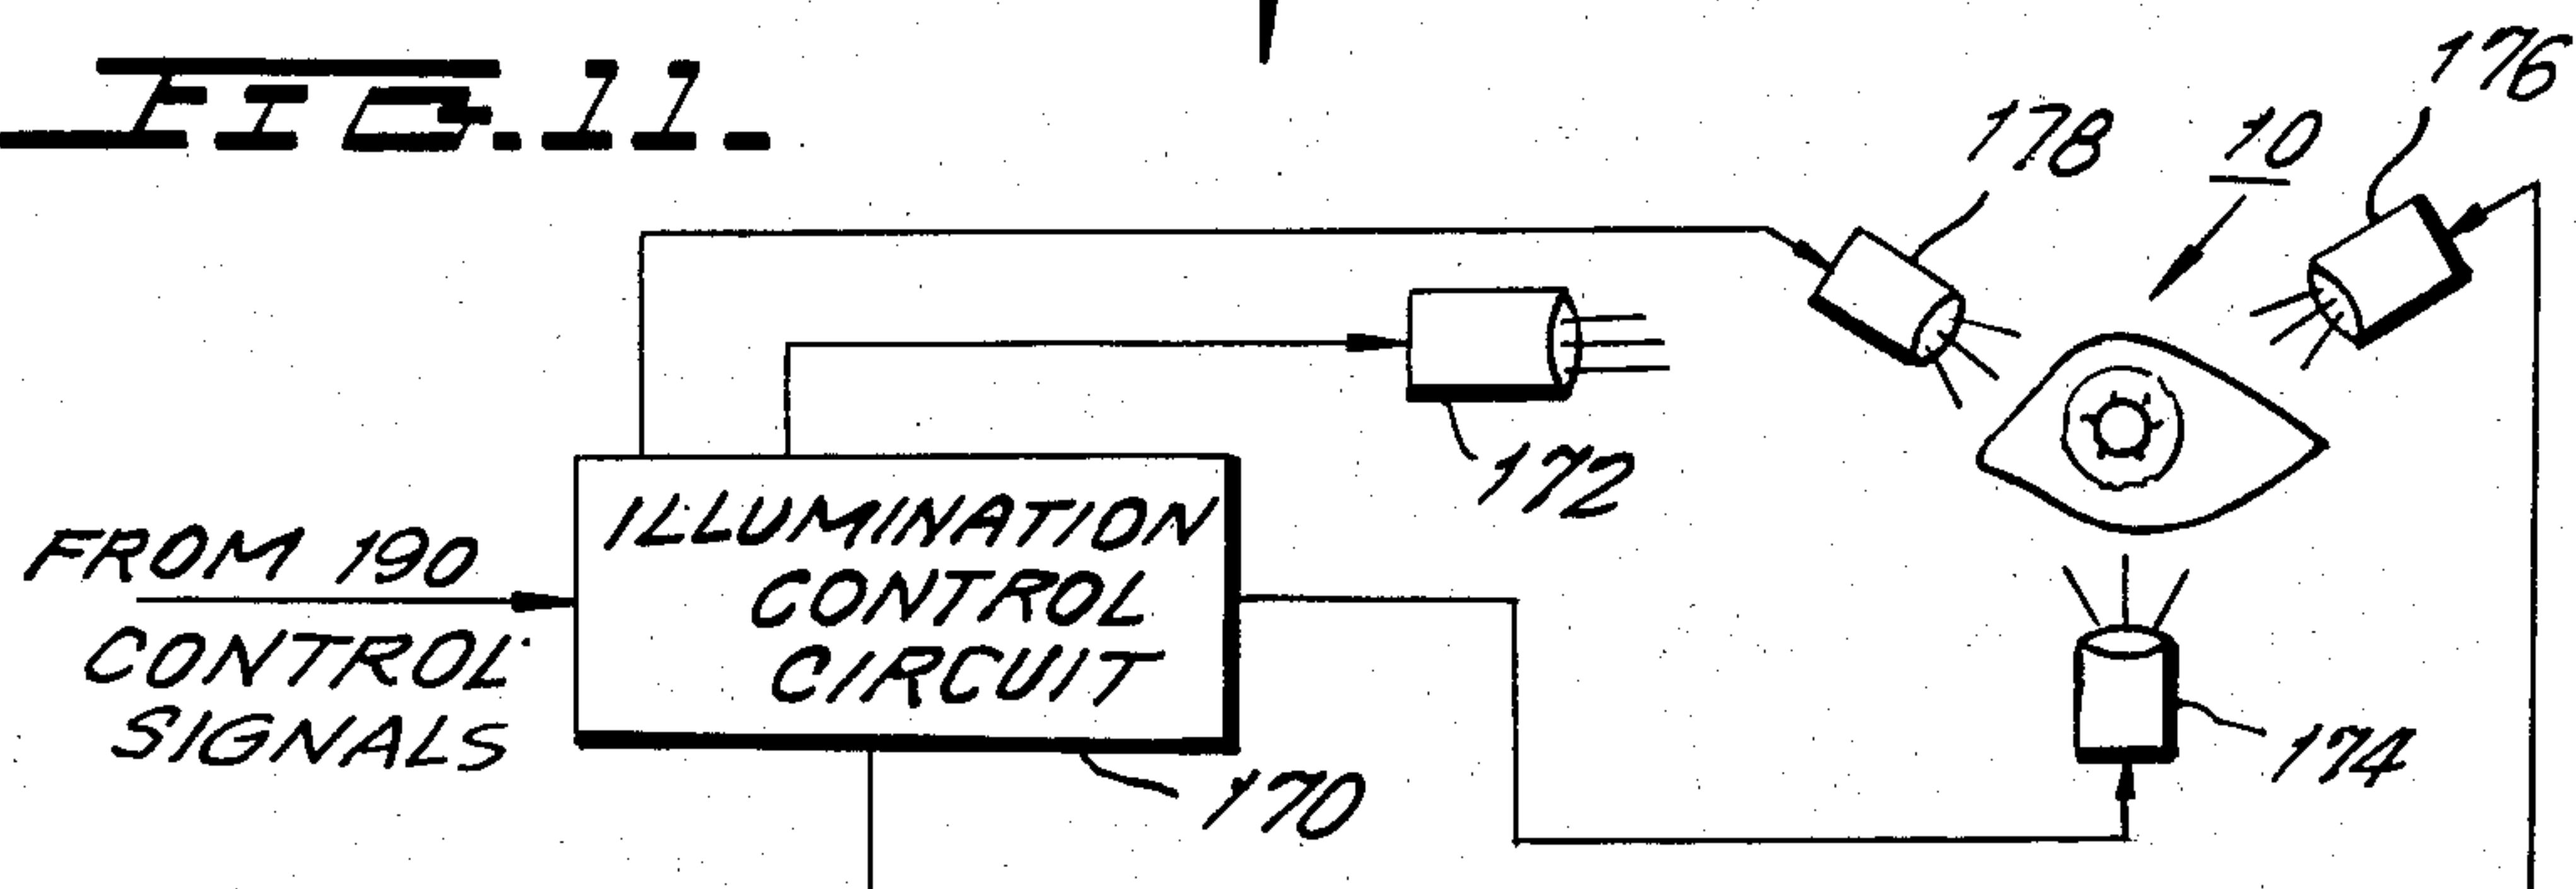 FIG.11.
176
178
10
172
FROM 190
CONTROL
SIGNALS
ILLUMINATION
CONTROL
CIRCUIT
170
174